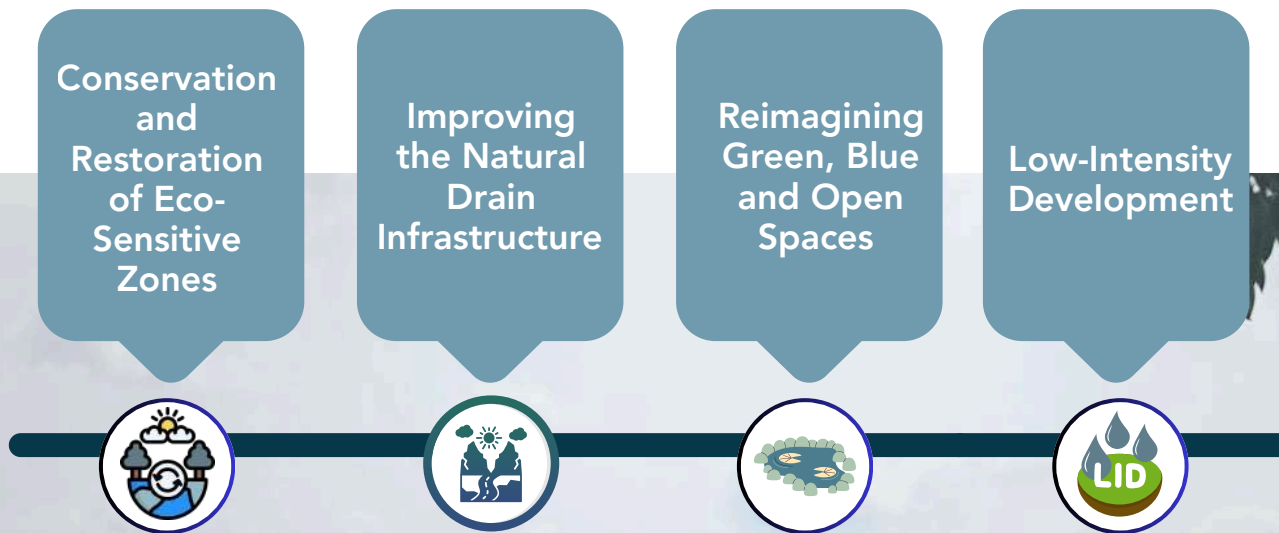 Conservation
and
Restoration
of Eco-
Sensitive
Zones
Improving
the Natural
Drain
Infrastructure
Reimagining
Green, Blue
and Open
Spaces
Low-Intensity
Development
LID